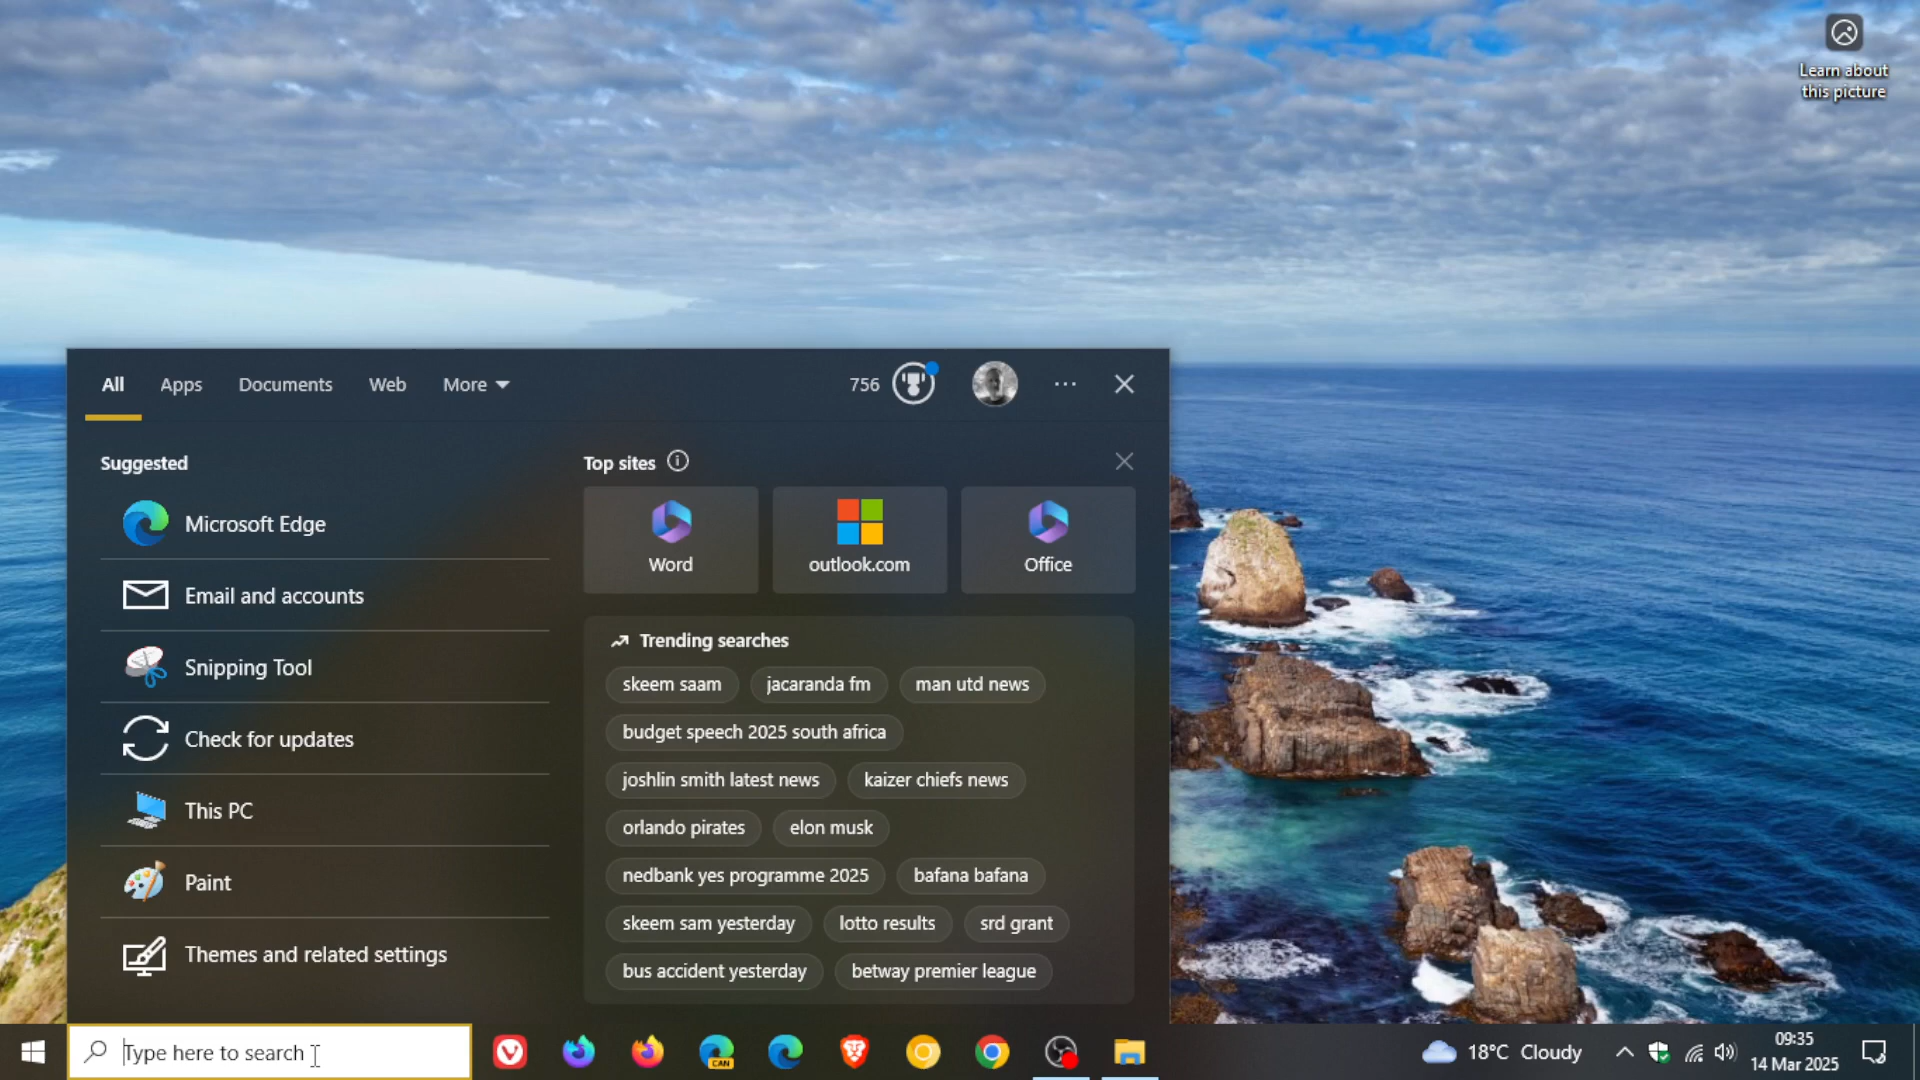 Learn about
this picture
All Apps Documents Web More 756
Suggested
Microsoft Edge
Email and accounts
Snipping Tool
Check for updates
This PC
Paint
Themes and related settings
Top sites
Word outlook.com Office
Trending searches
skeem saam jacaranda fm man utd news
budget speech 2025 south africa
joshlin smith latest news kaizer chiefs news
orlando pirates elon musk
nedbank yes programme 2025 bafana bafana
skeem sam yesterday lotto results srd grant
bus accident yesterday betway premier league
Type here to search
CAN
18°C Cloudy
09:35
14 Mar 2025